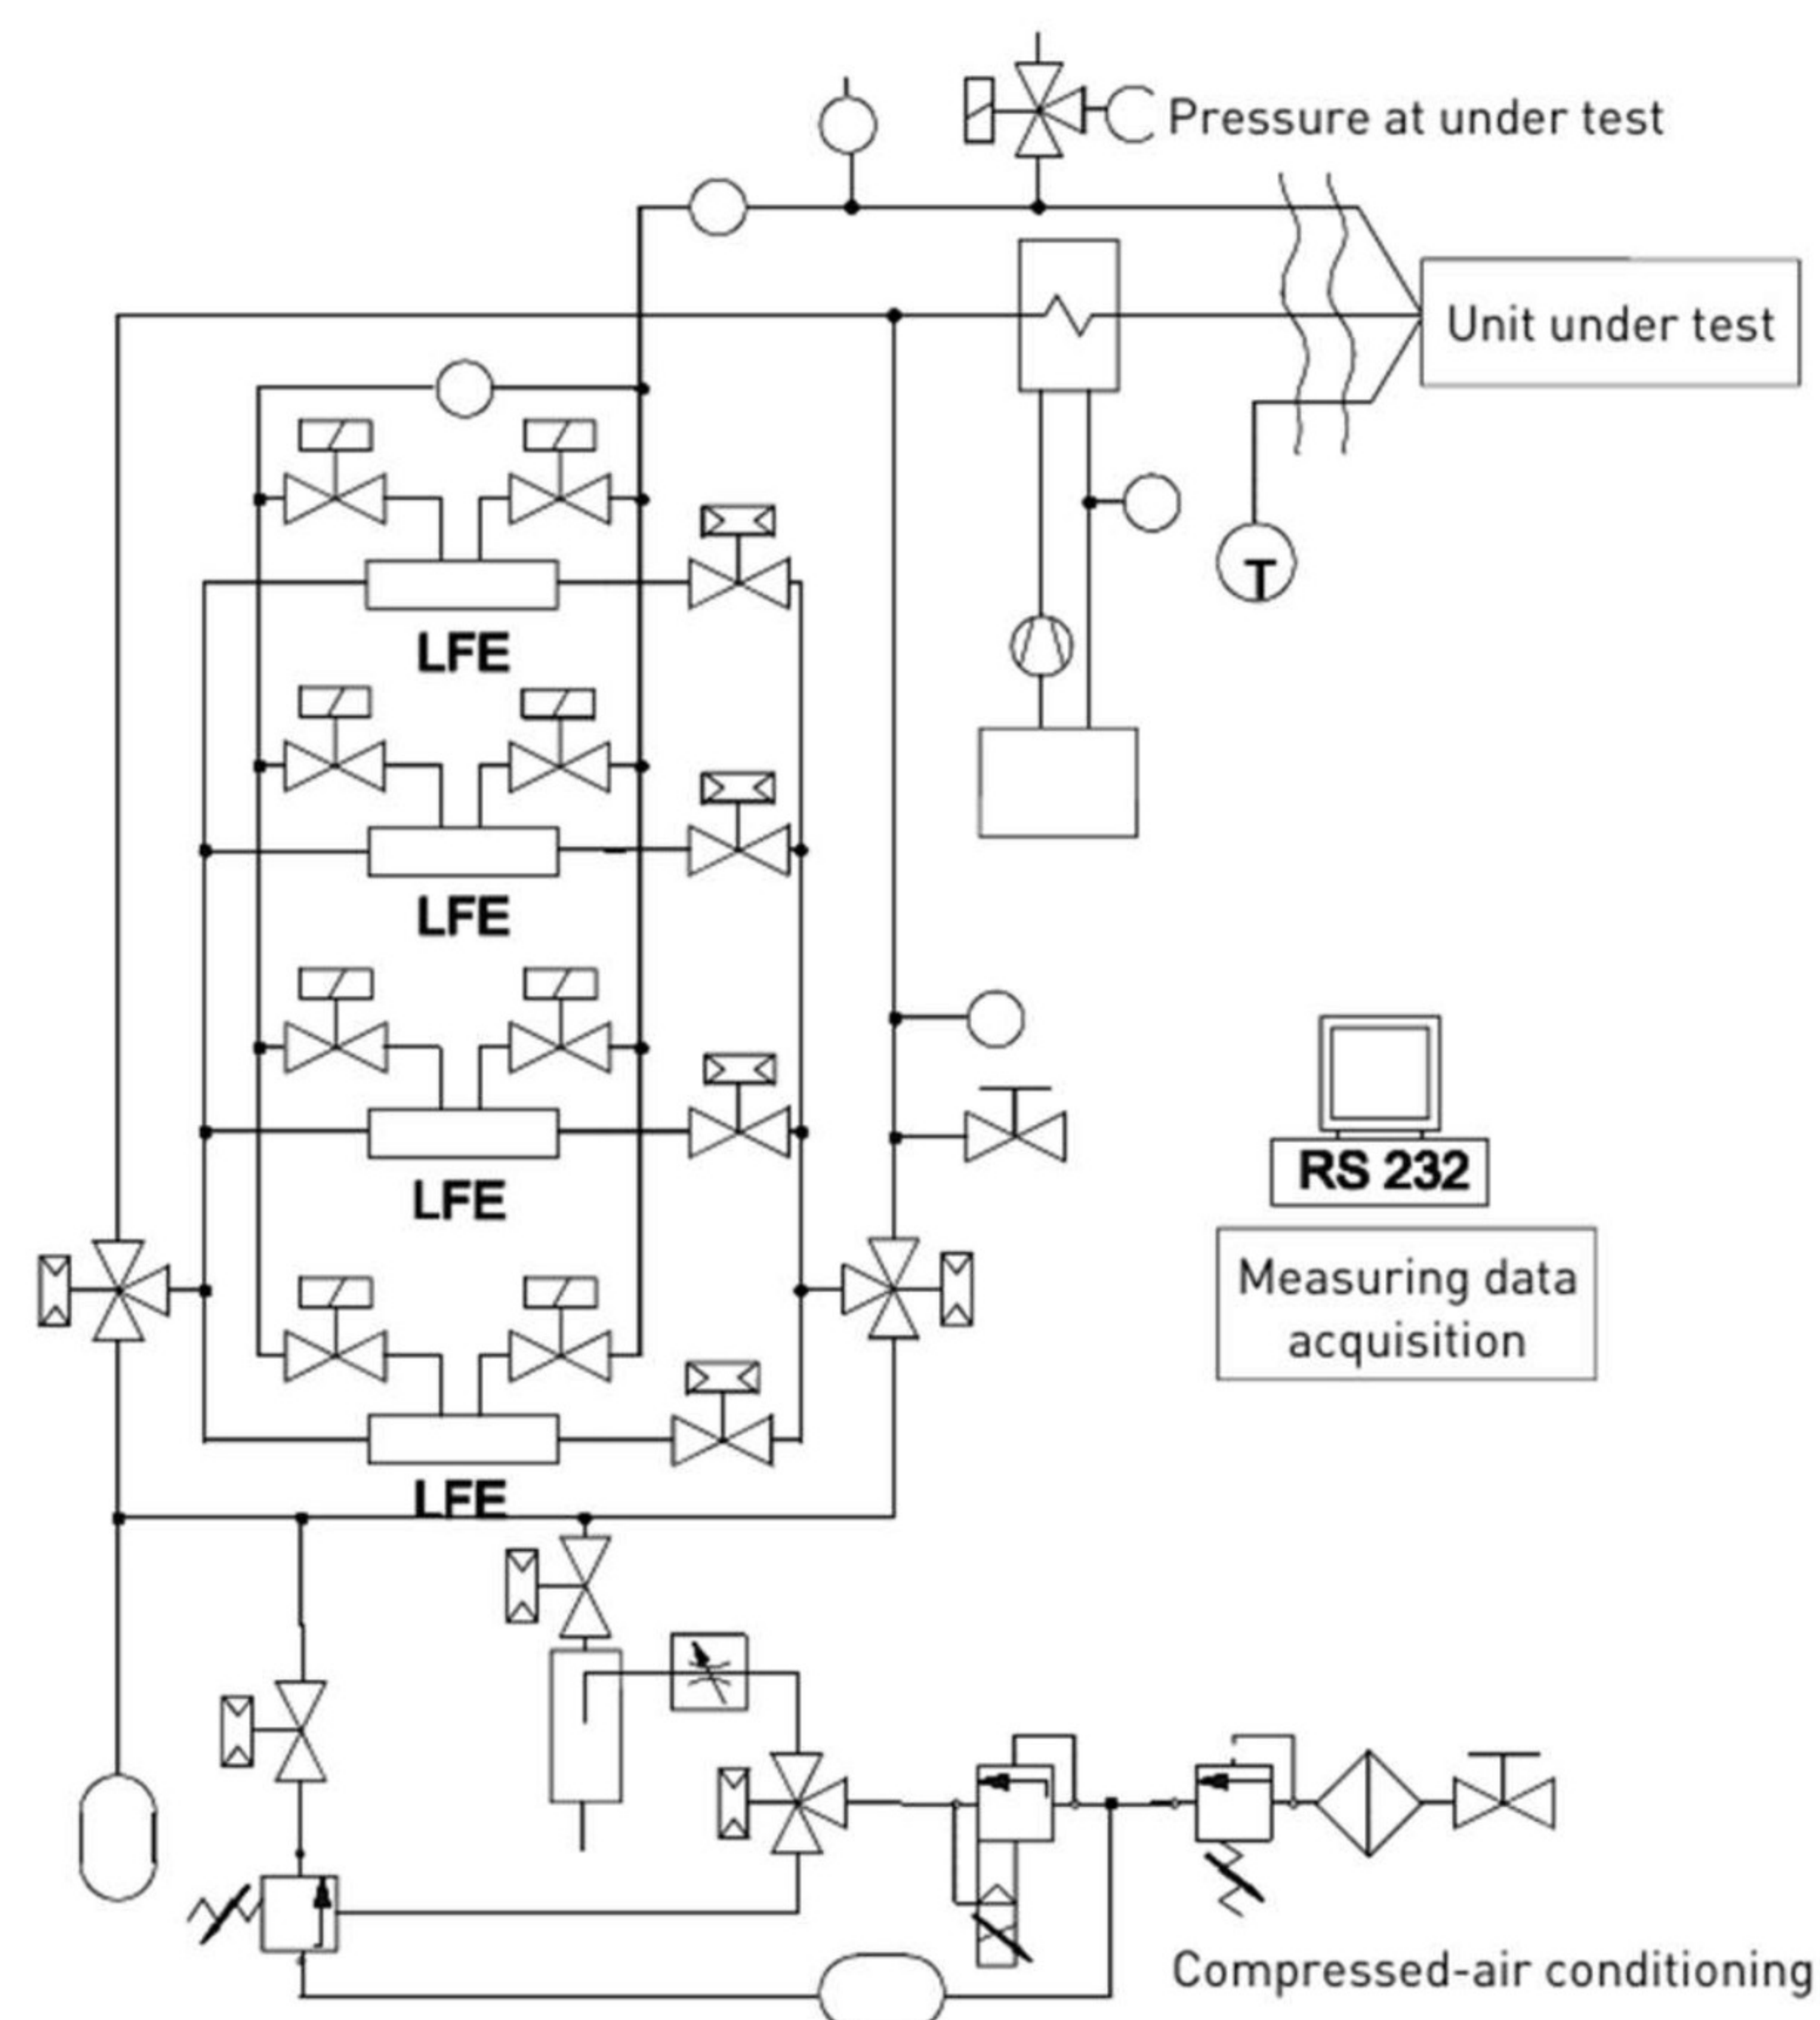 Pressure at under test
Unit under test
T
LFE
LFE
LFE
RS 232
Measuring data
acquisition
LFE
Compressed-air conditioning